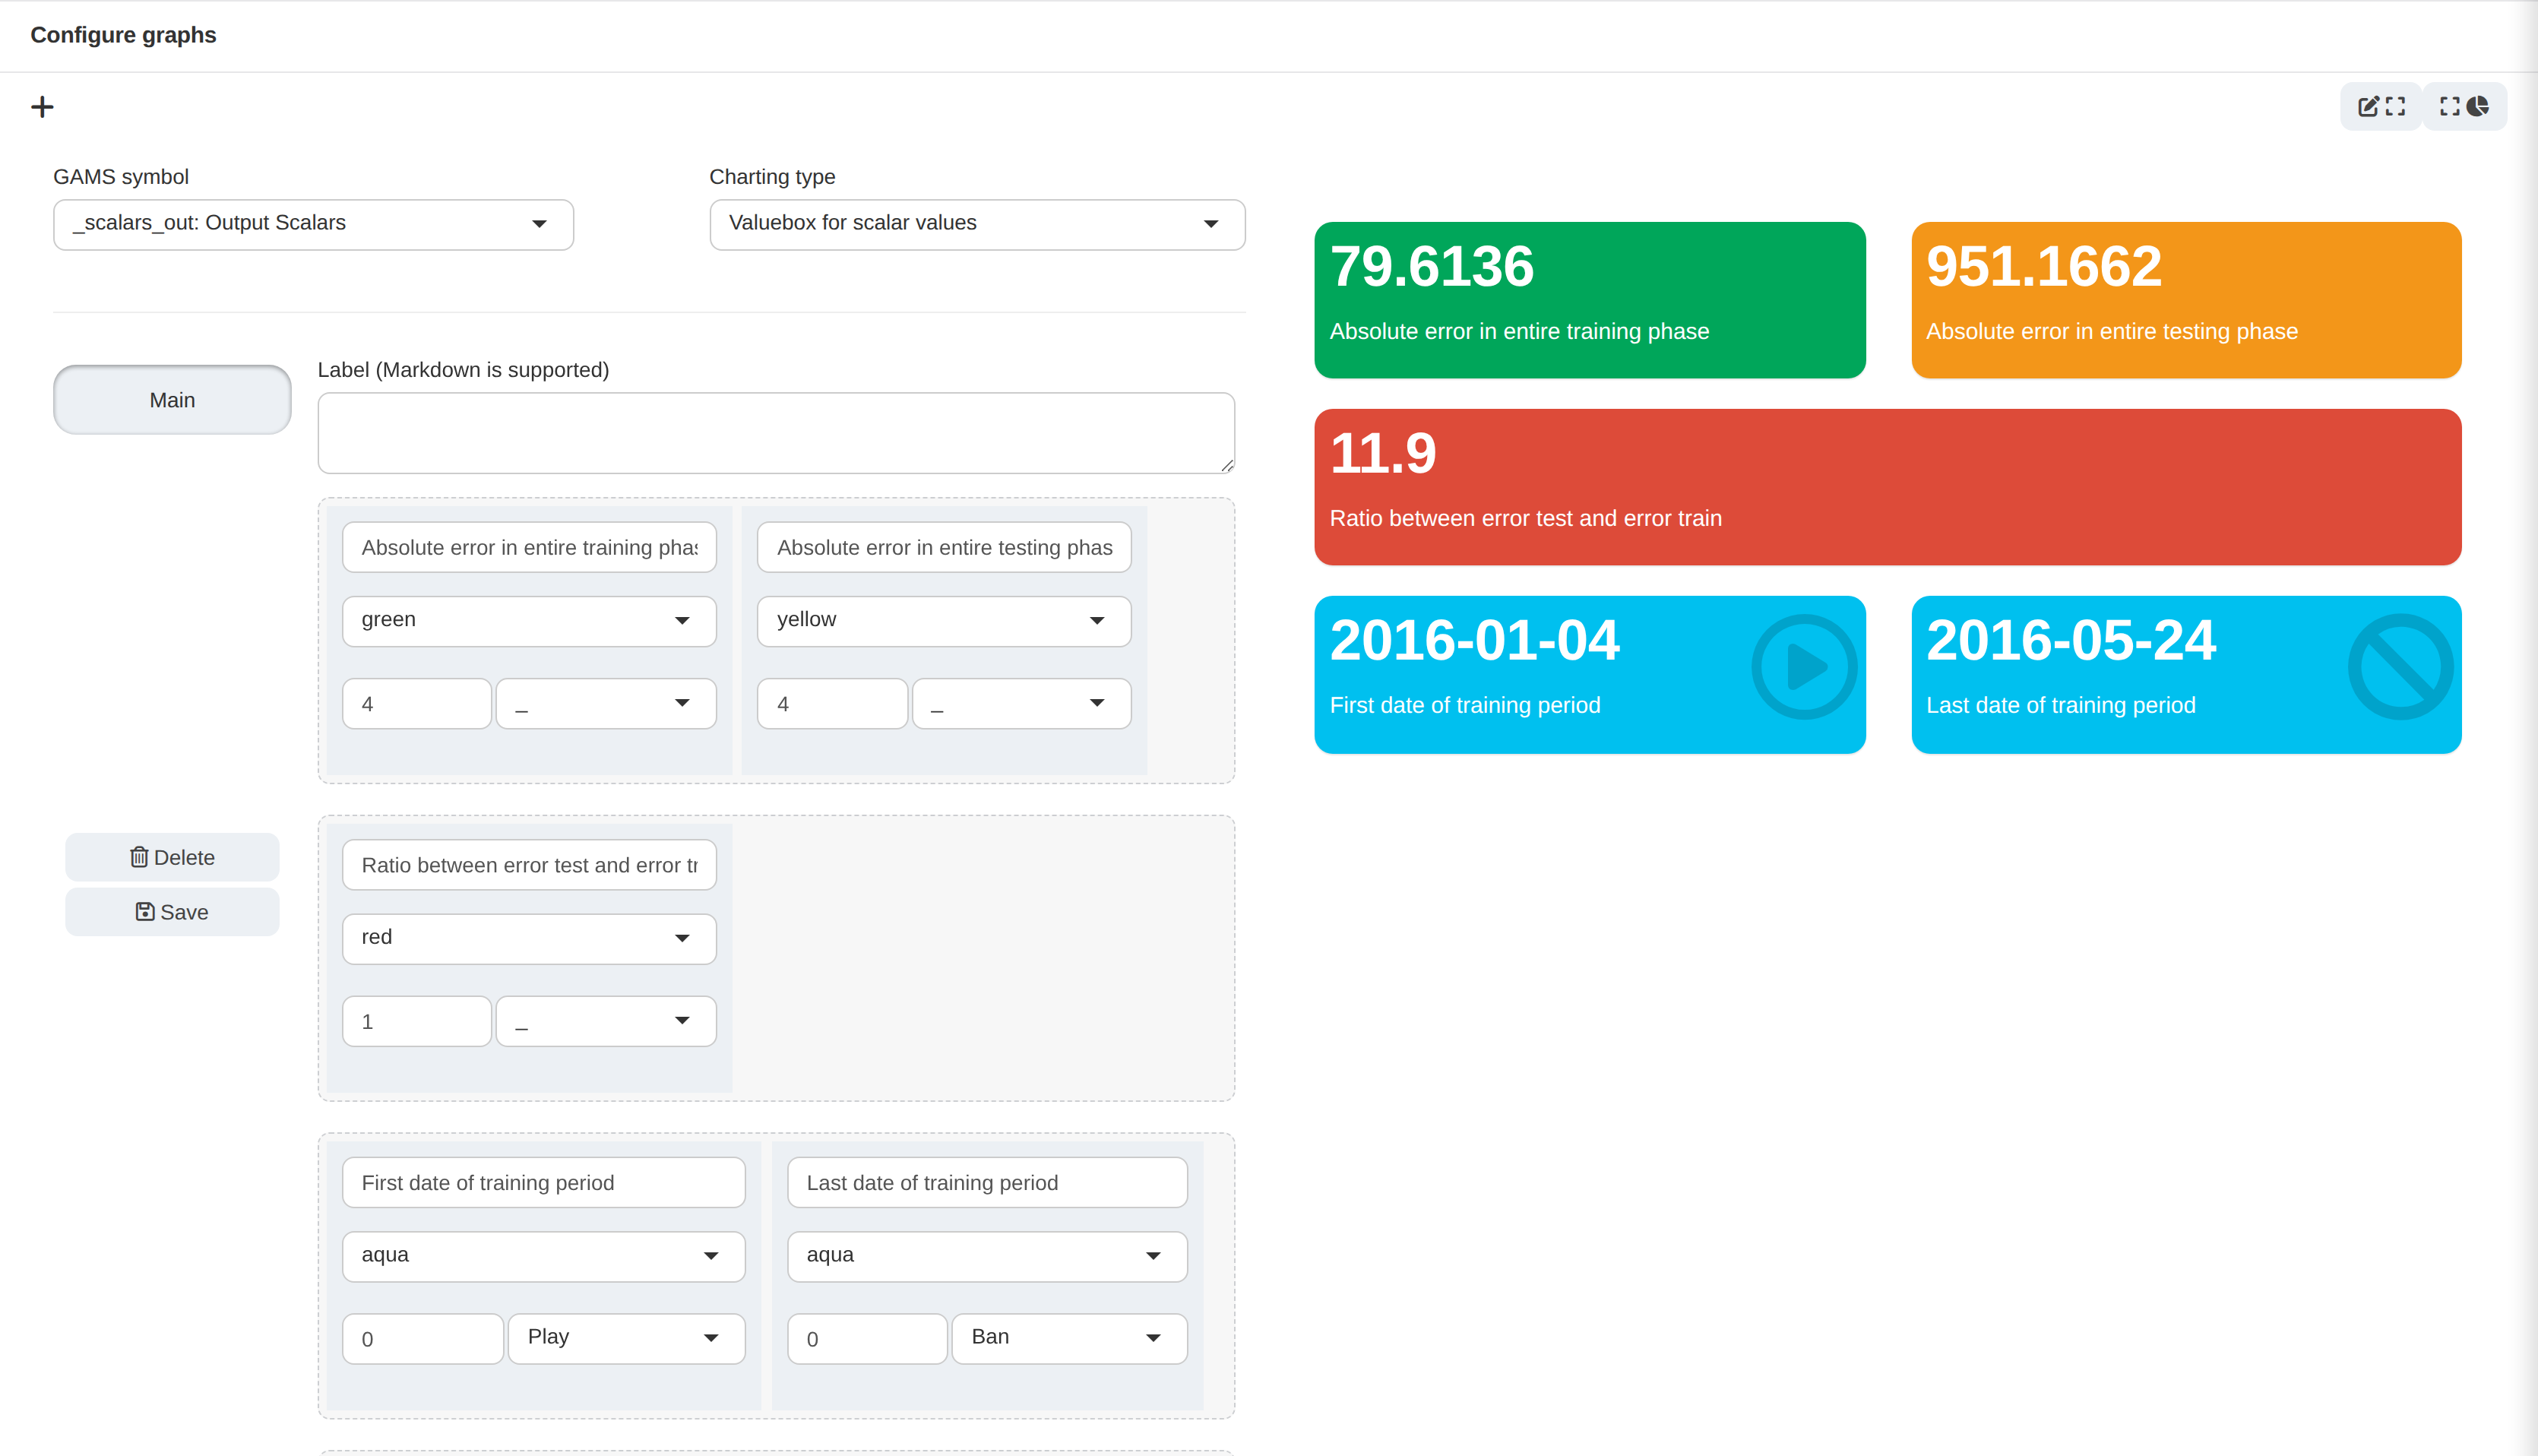 Configure graphs
GAMS symbol
_scalars_out: Output Scalars
Charting type
Valuebox for scalar values
Main
Label (Markdown is supported)
Absolute error in entire training phas
Absolute error in entire testing phas
green
yellow
4
_
4
_
Delete
Save
Ratio between error test and error tr
red
1
_
First date of training period
Last date of training period
aqua
aqua
0
Play
0
Ban
79.6136
Absolute error in entire training phase
951.1662
Absolute error in entire testing phase
11.9
Ratio between error test and error train
2016-01-04
First date of training period
2016-05-24
Last date of training period